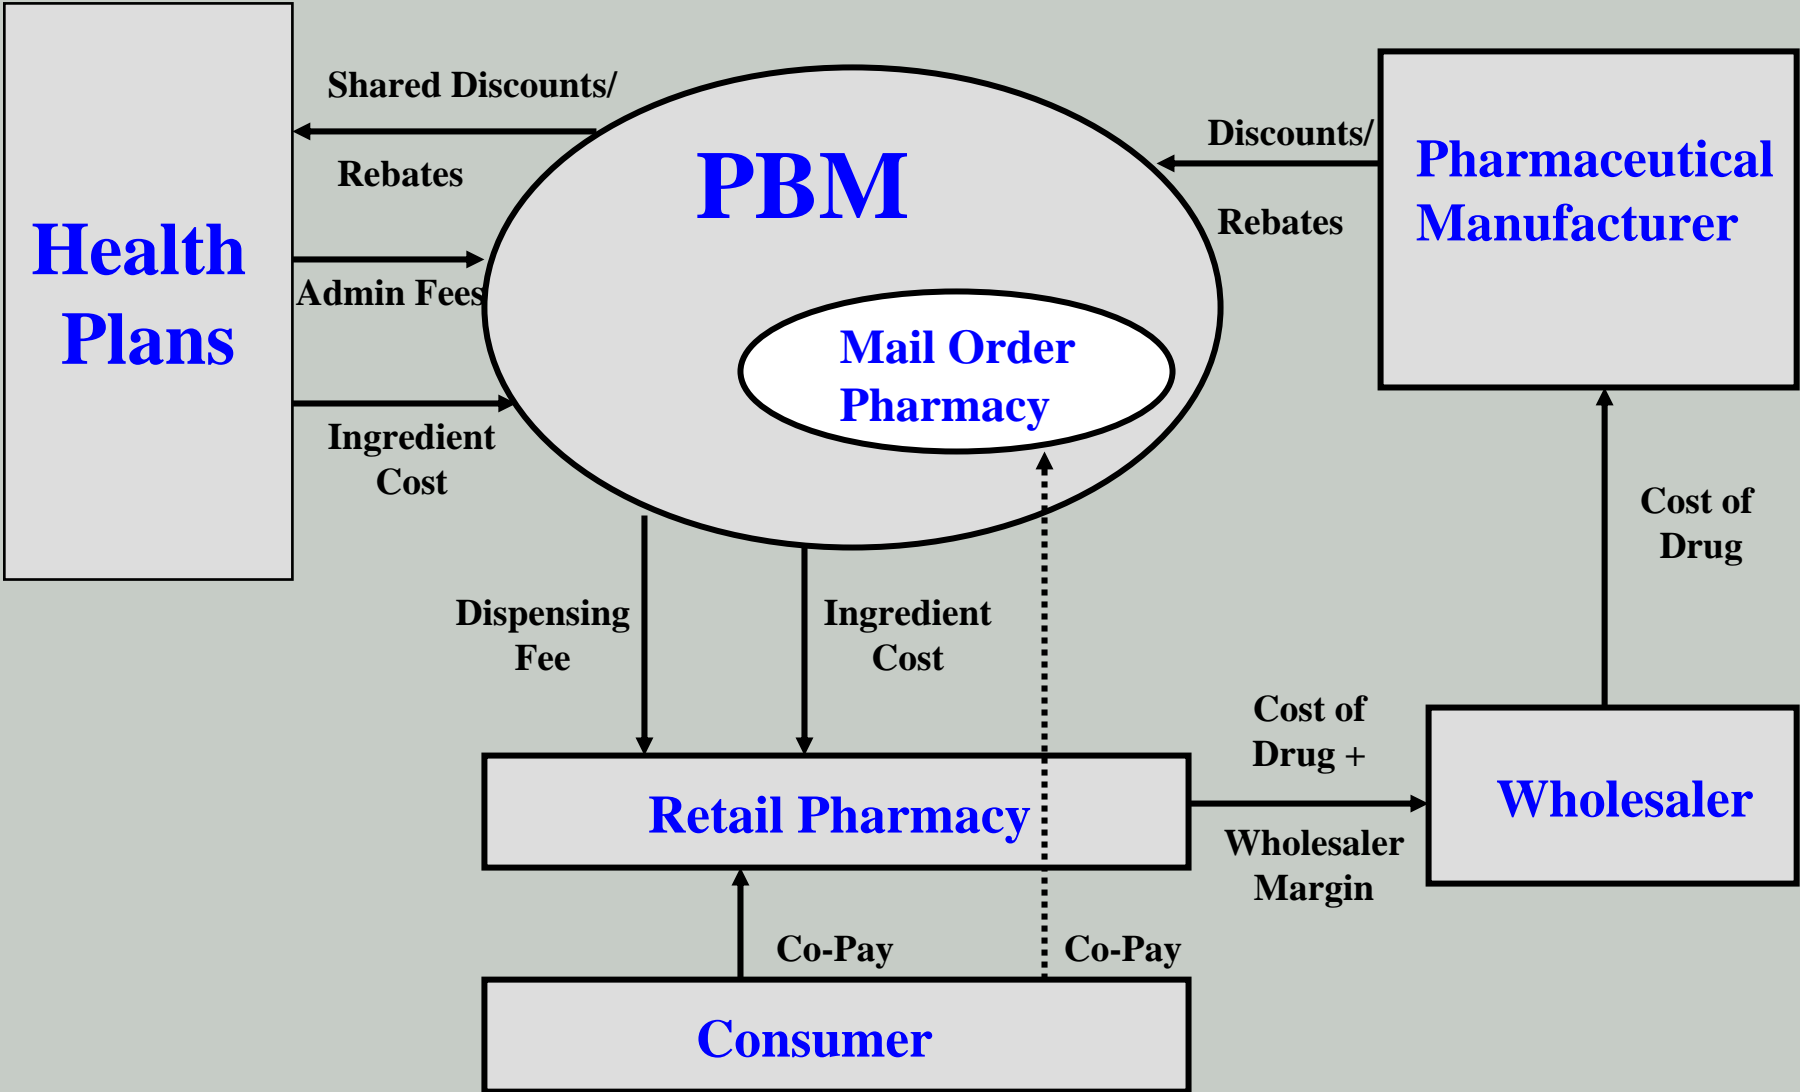 Shared Discounts/
Rebates
Health
Plans
Admin Fees
Ingredient
Cost
PBM
Mail Order
Pharmacy
Discounts/
Rebates
Pharmaceutical
Manufacturer
Dispensing
Fee
Ingredient
Cost
Cost of
Drug
Retail Pharmacy
Cost of
Drug +
Wholesaler
Margin
Wholesaler
Co-Pay
Co-Pay
Consumer